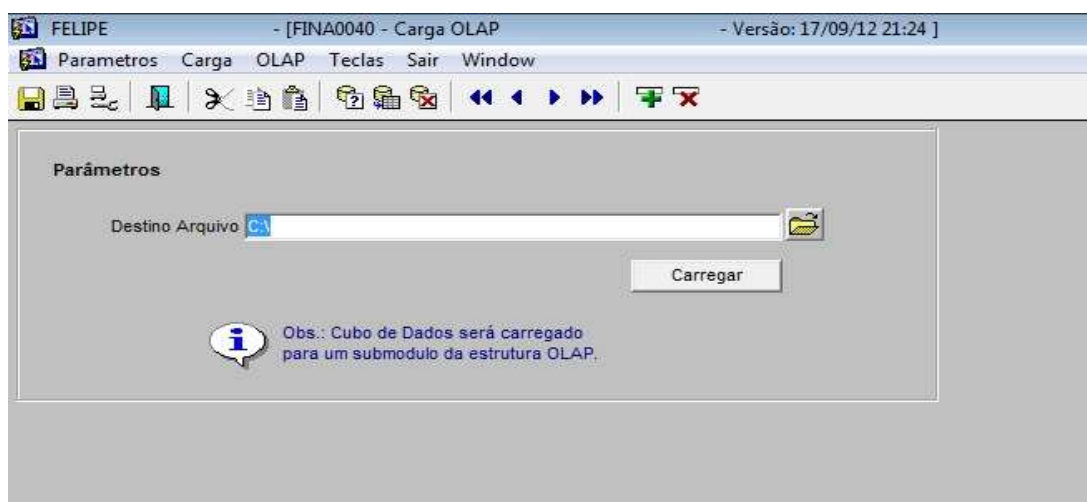 FELIPE - [FINA0040 - Carga OLAP - Versão: 17/09/12 21:24 ]
Parametros Carga OLAP Teclas Sair Window
Parâmetros
Destino Arquivo C:\
Carregar
Obs.: Cubo de Dados será carregado
para um submodulo da estrutura OLAP.